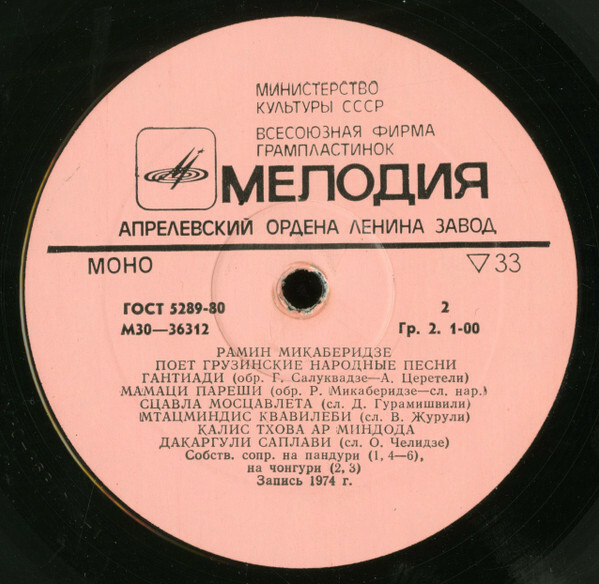 МИНИСТЕРСТВО
КУЛЬТУРЫ СССР
ВСЕСОЮЗНАЯ ФИРМА
ГРАМПЛАСТИНОК
МЕЛОДИЯ
АПРЕЛЕВСКИЙ ОРДЕНА ЛЕНИНА ЗАВОД
МОНО ▽33
ГОСТ 5289-80 2
М30—36312 Гр. 2. 1-00
РАМИН МИКАБЕРИДЗЕ
ПОЕТ ГРУЗИНСКИЕ НАРОДНЫЕ ПЕСНИ
ГАНТИАДИ (обр. Г. Салуквадзе—А. Церетели)
МАМАЦИ ПАРЕШИ (обр. Р. Микаберидзе—сл. нар.)
СЦАВЛА МОСЦАВЛЕТА (сл. Д. Гурамишвили)
МТАЦМИНДИС КВАВИЛЕБИ (сл. В. Журули)
КАЛИС ТХОВА АР МИНДОДА
ДАКАРГУЛИ САПЛАВИ (сл. О. Челидзе)
Собств. сопр. на пандури (1, 4—6),
на чонгури (2, 3)
Запись 1974 г.